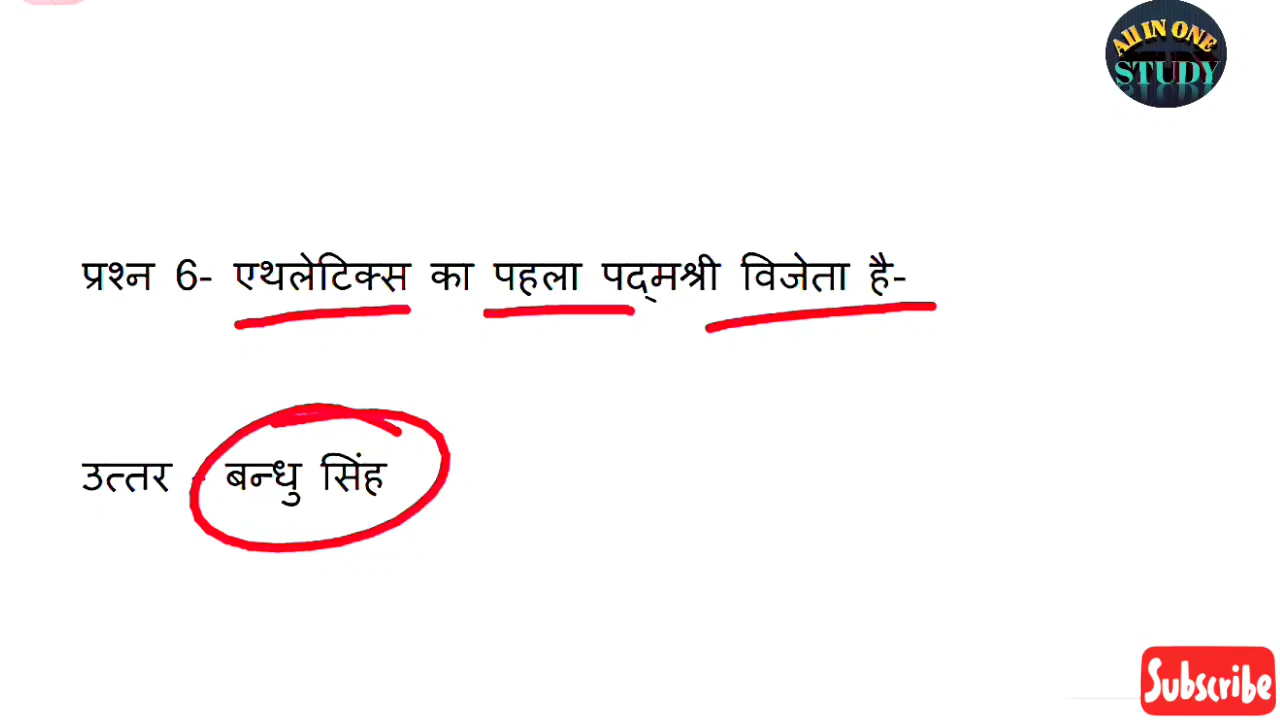 All IN ONE
STUDY
प्रश्न 6- एथलेटिक्स का पहला पद्मश्री विजेता है-
उत्तर - बन्धु सिंह
Subscribe